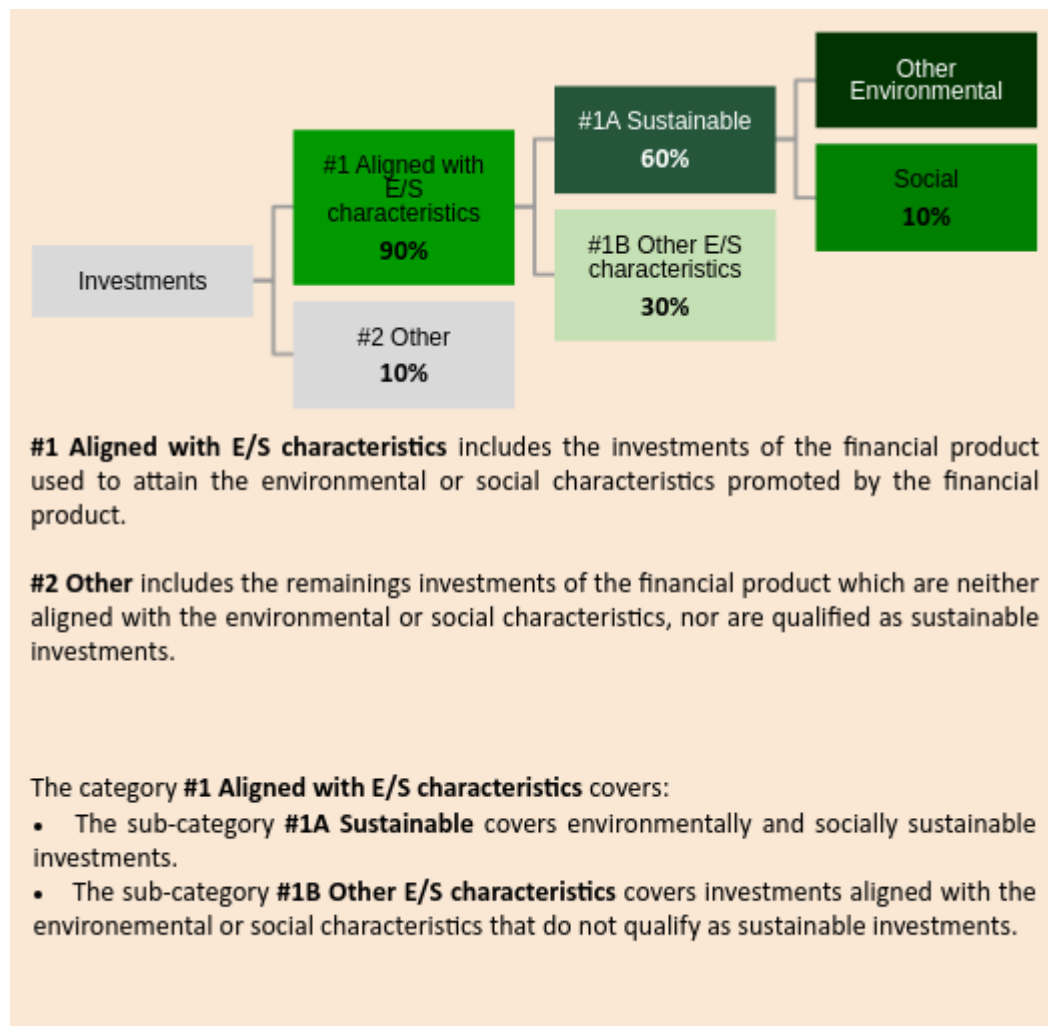 Other
Environmental
#1A Sustainable
60%
#1 Aligned with
E/S
characteristics
90%
Social
10%
#1B Other E/S
characteristics
30%
Investments
#2 Other
10%
#1 Aligned with E/S characteristics includes the investments of the financial product
used to attain the environmental or social characteristics promoted by the financial
product.
#2 Other includes the remainings investments of the financial product which are neither
aligned with the environmental or social characteristics, nor are qualified as sustainable
investments.
The category #1 Aligned with E/S characteristics covers:
• The sub-category #1A Sustainable covers environmentally and socially sustainable
investments.
• The sub-category #1B Other E/S characteristics covers investments aligned with the
environemental or social characteristics that do not qualify as sustainable investments.